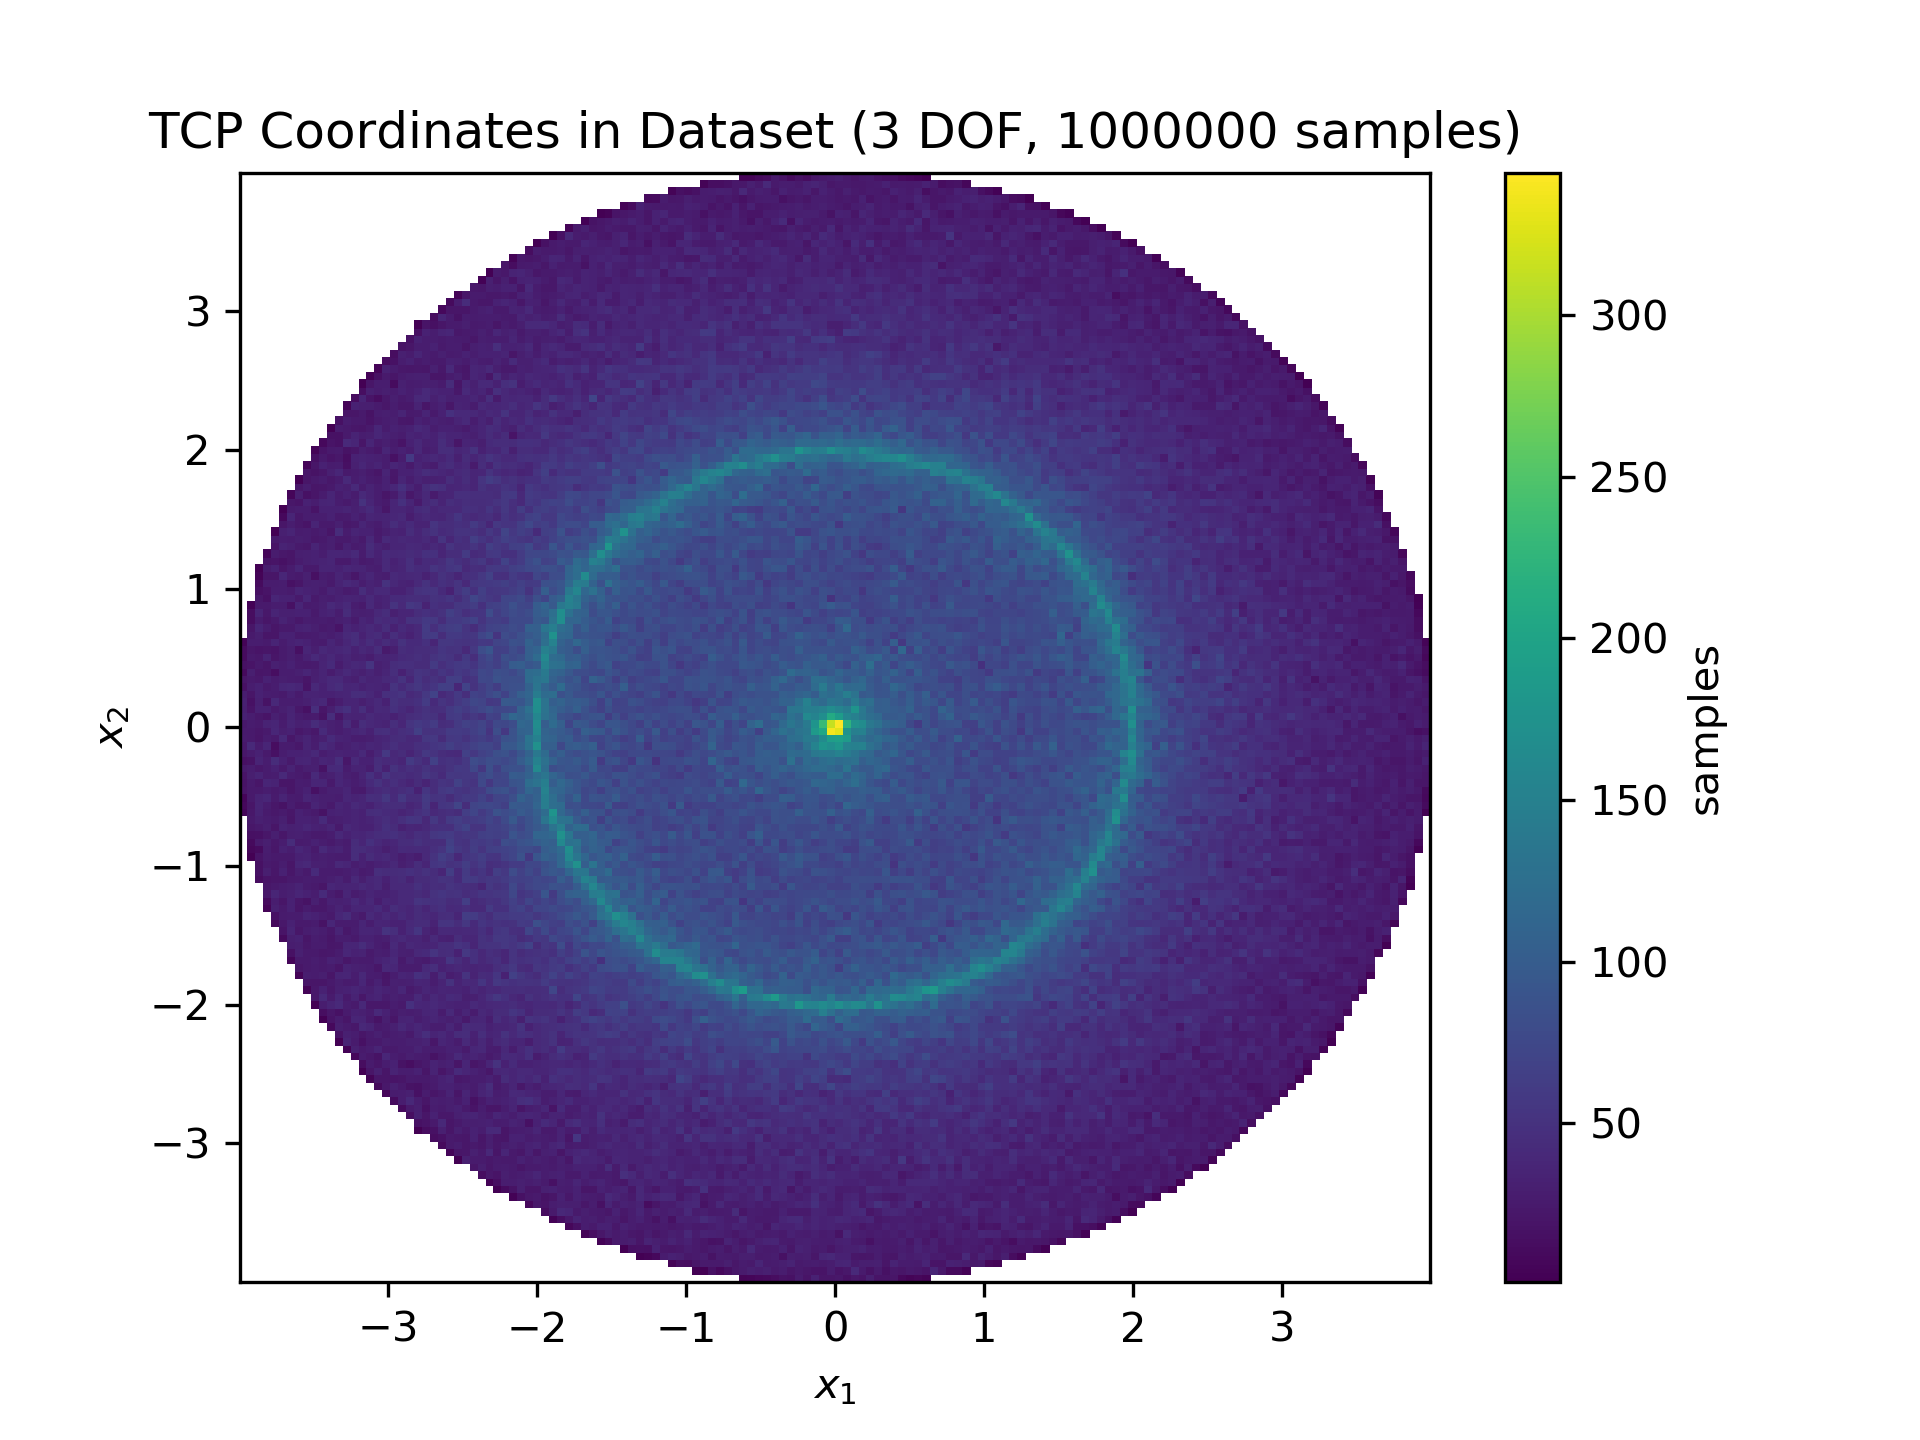 TCP Coordinates in Dataset (3 DOF, 1000000 samples)
3
2
1
0
−1
−2
−3
x₂
−3 −2 −1 0 1 2 3
x₁
300
250
200
150
100
50
samples